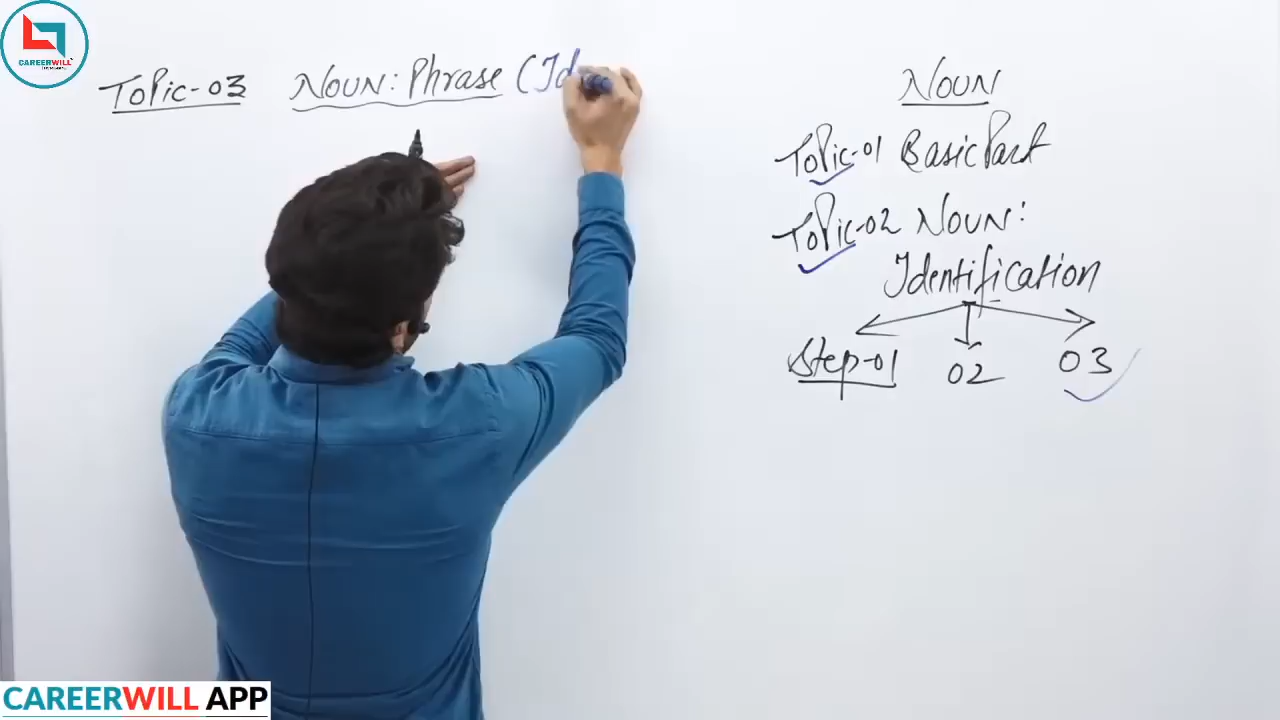 CAREERWILL
Topic-03 Noun: Phrase (Id
Noun
Topic-01 Basic Part
Topic-02 Noun:
Identification
Step-01 02 03
CAREERWILL APP